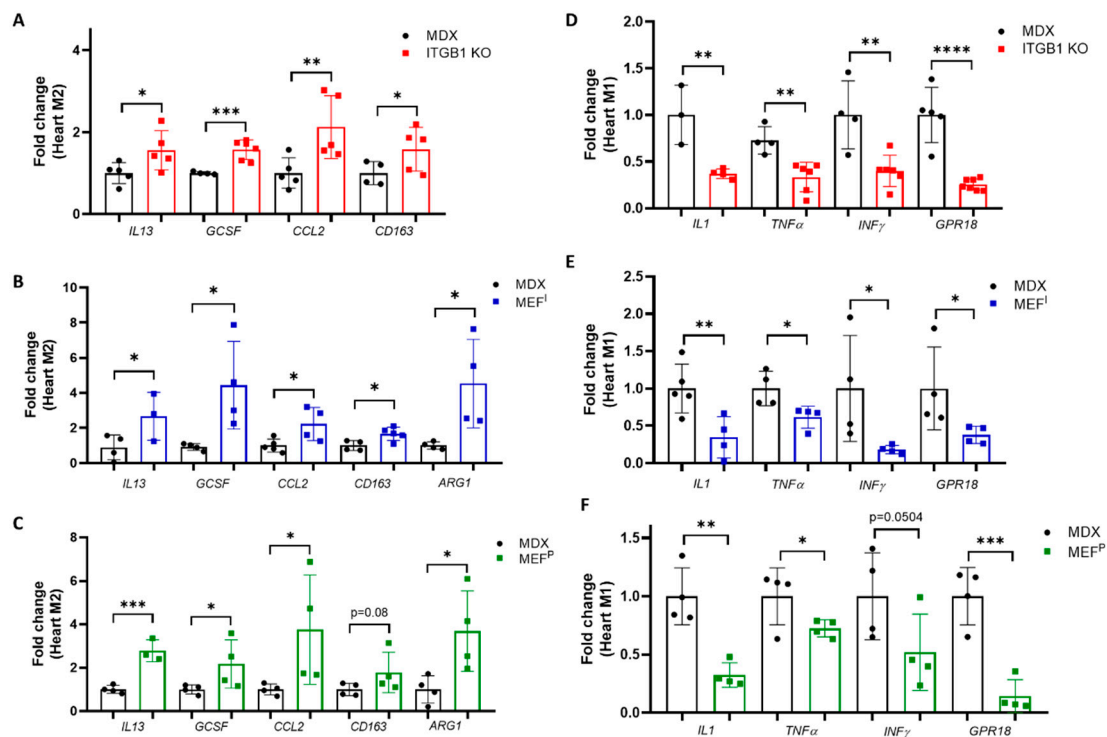 A
Fold change
(Heart M2)
4
2
0
MDX
ITGB1 KO
*
***
**
*
IL13
GCSF
CCL2
CD163
D
Fold change
(Heart M1)
1.5
1.0
0.5
0.0
MDX
ITGB1 KO
**
**
**
****
IL1
TNFα
INFγ
GPR18
B
Fold change
(Heart M2)
10
8
6
4
2
0
MDX
MEF^I
*
*
*
*
*
IL13
GCSF
CCL2
CD163
ARG1
E
Fold change
(Heart M1)
2.5
2.0
1.5
1.0
0.5
0.0
MDX
MEF^I
**
*
*
*
IL1
TNFα
INFγ
GPR18
C
Fold change
(Heart M2)
8
6
4
2
0
MDX
MEF^P
***
*
*
p=0.08
*
IL13
GCSF
CCL2
CD163
ARG1
F
Fold change
(Heart M1)
1.5
1.0
0.5
0.0
MDX
MEF^P
**
*
p=0.0504
***
IL1
TNFα
INFγ
GPR18